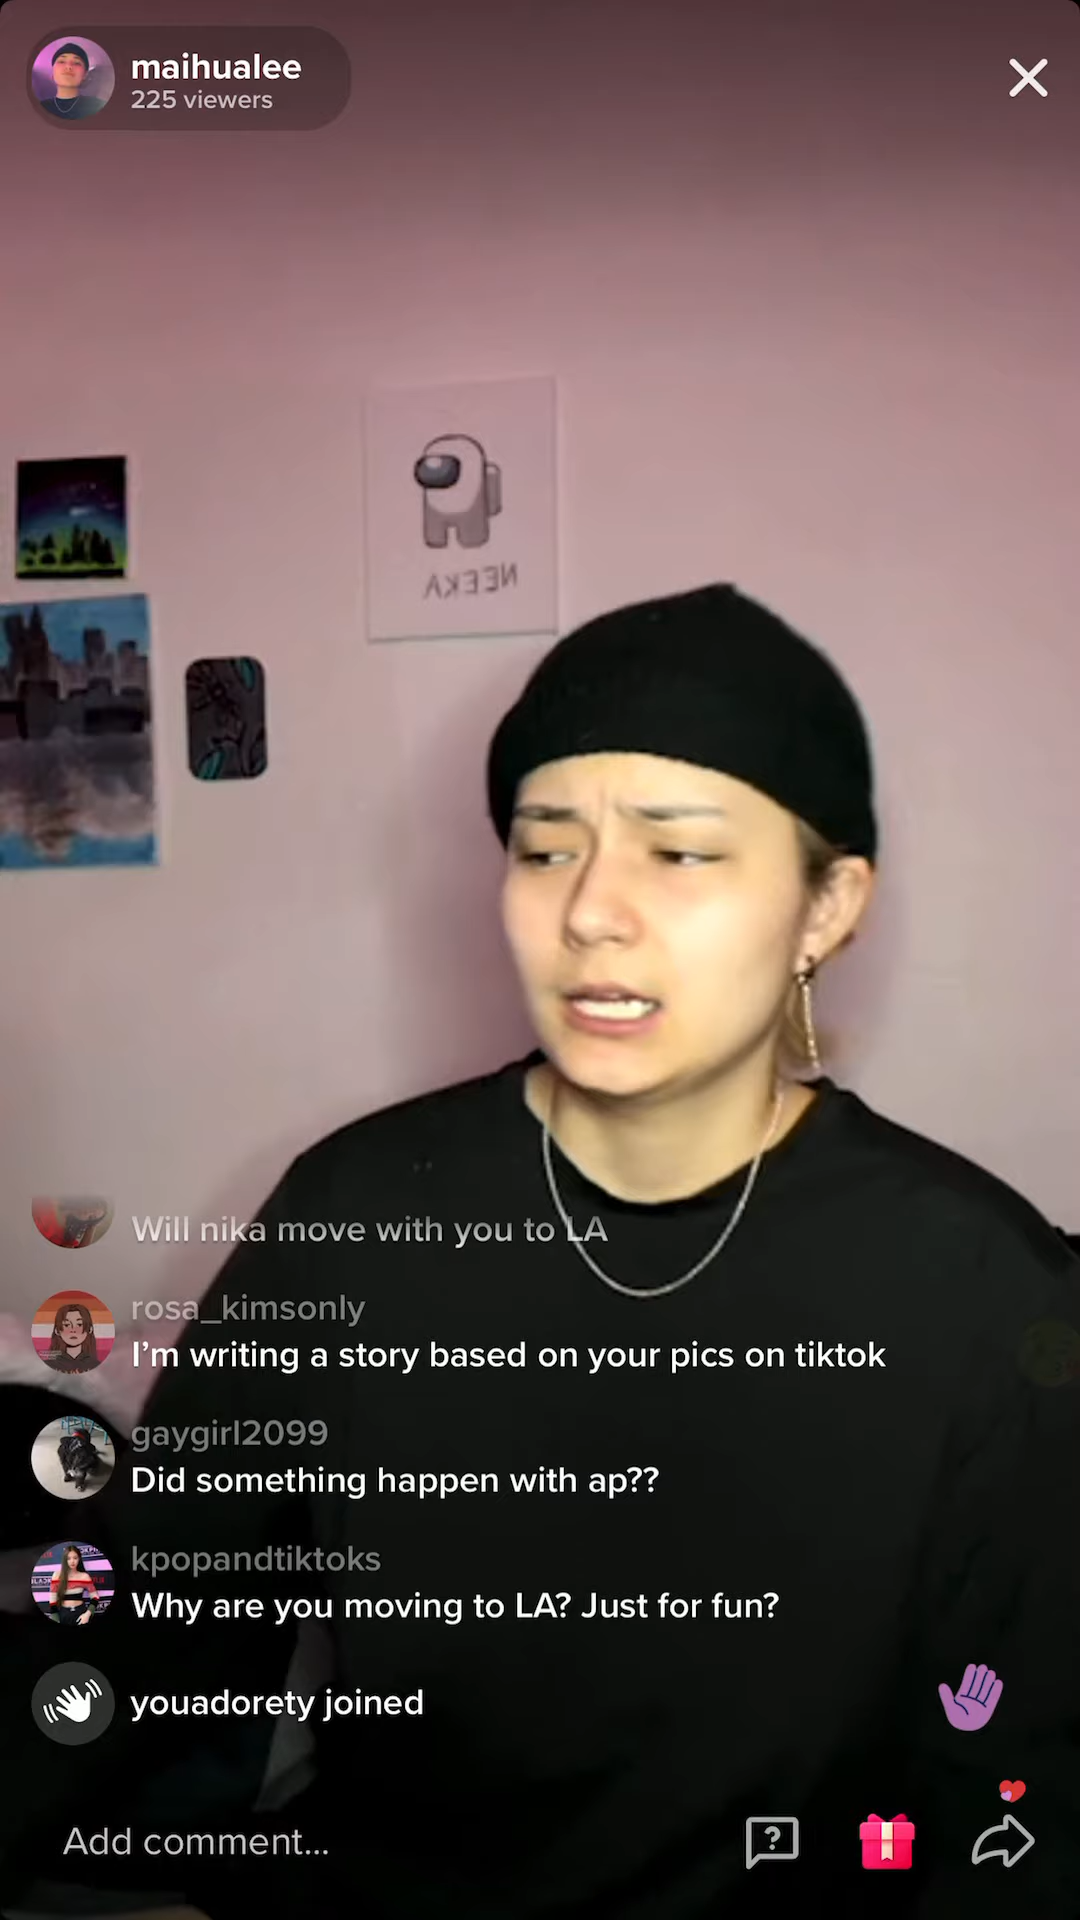 maihualee
225 viewers
NEEKA
Will nika move with you to LA
rosa_kimsonly
I’m writing a story based on your pics on tiktok
gaygirl2099
Did something happen with ap??
kpopandtiktoks
Why are you moving to LA? Just for fun?
youadorety joined
Add comment...
?